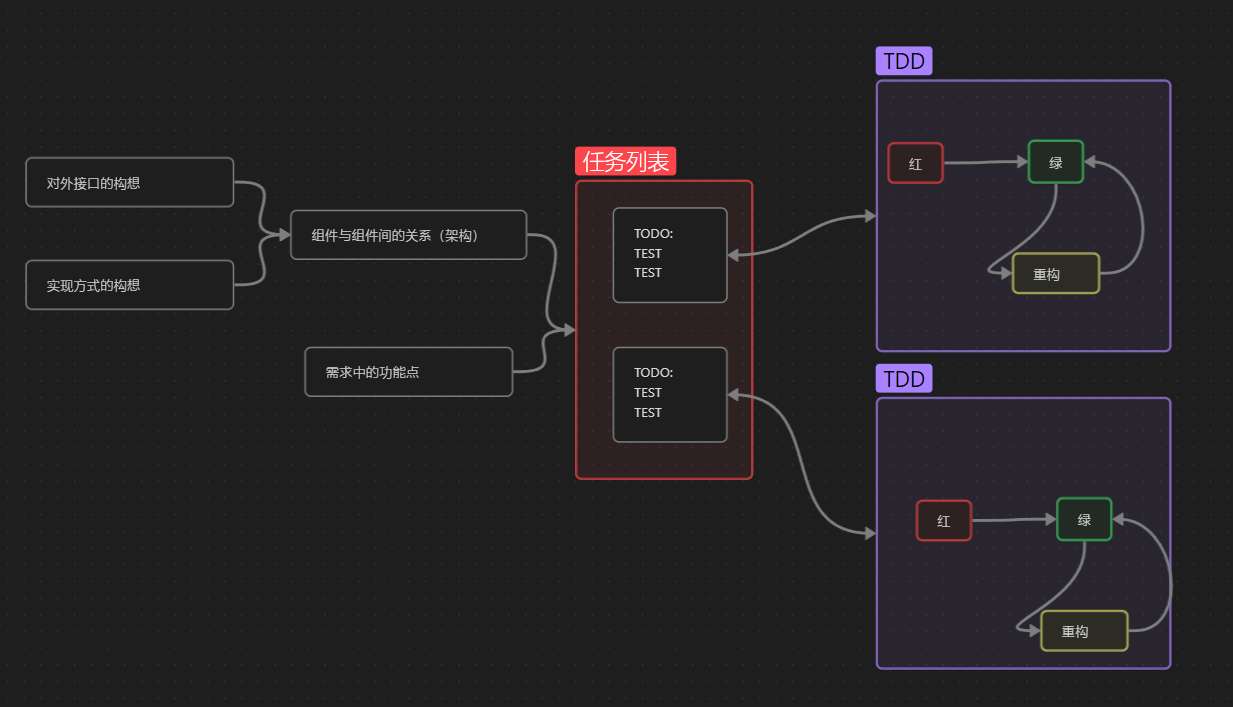 对外接口的构想
实现方式的构想
组件与组件间的关系（架构）
需求中的功能点
任务列表
TODO:
TEST
TEST
TODO:
TEST
TEST
TDD
红
绿
重构
TDD
红
绿
重构